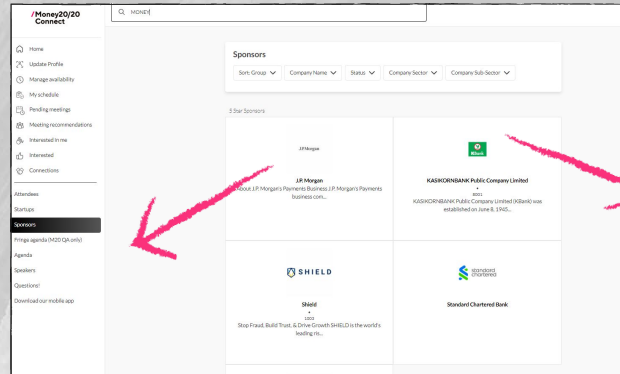 /Money20/20
Connect
MONEY
Home
Update Profile
Manage availability
My schedule
Pending meetings
Meeting recommendations
Interested in me
Interested
Connections
Attendees
Startups
Sponsors
Fringe agenda (M20 QA only)
Agenda
Speakers
Questions!
Download our mobile app
Sponsors
Sort: Group
Company Name
Status
Company Sector
Company Sub-Sector
5 Star Sponsors
J.P.Morgan
J.P. Morgan
About J.P. Morgan's Payments Business J.P. Morgan's Payments
business com...
KBank
KASIKORNBANK Public Company Limited
KASIKORNBANK Public Company Limited (KBank) was
established on June 8, 1945...
SHIELD
Shield
Stop Fraud, Build Trust, & Drive Growth SHIELD is the world's
leading ris...
standard
chartered
Standard Chartered Bank